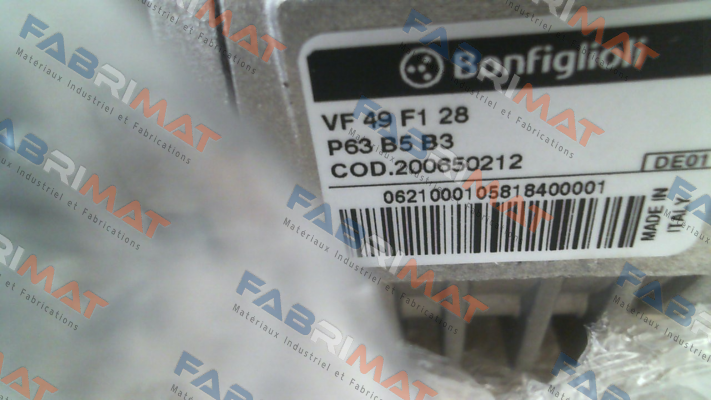 Bonfiglioli
VF 49 F1 28
P63 B5 B3
COD.200650212
DE01
0621000105818400001
MADE IN
ITALY
FABRIMAT
Materiaux Industriel et Fabrications